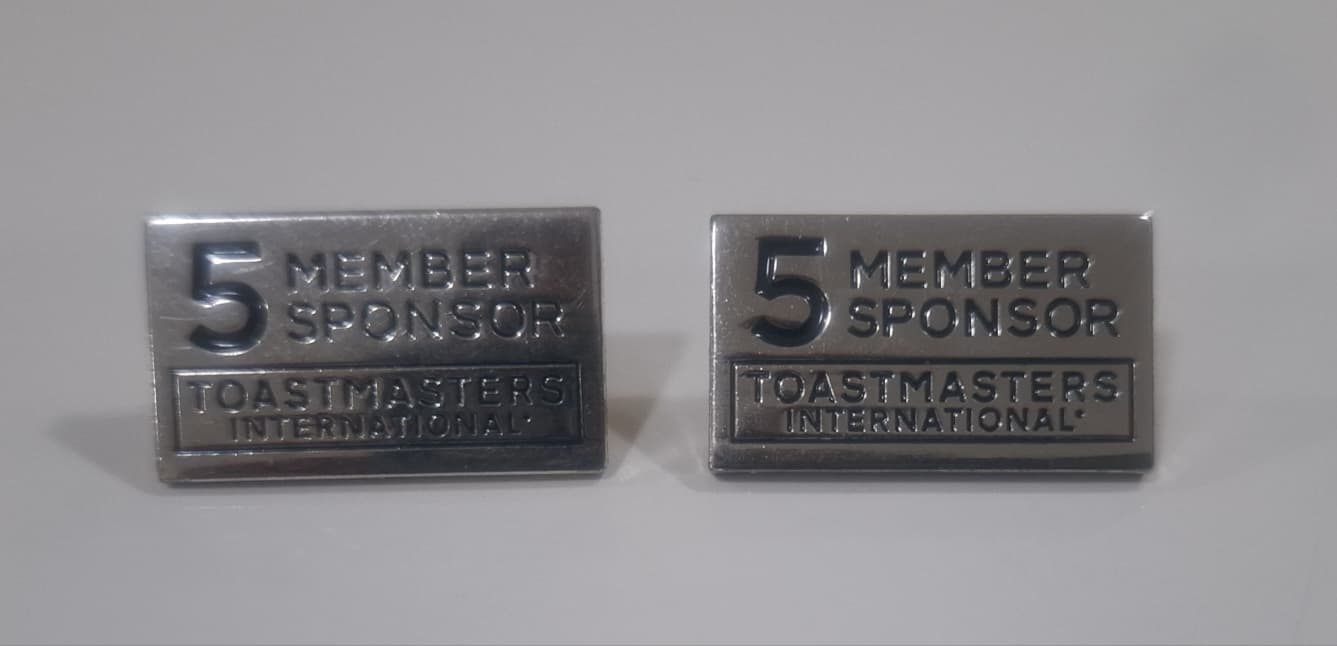 5 MEMBER
SPONSOR
TOASTMASTERS
INTERNATIONAL
5 MEMBER
SPONSOR
TOASTMASTERS
INTERNATIONAL